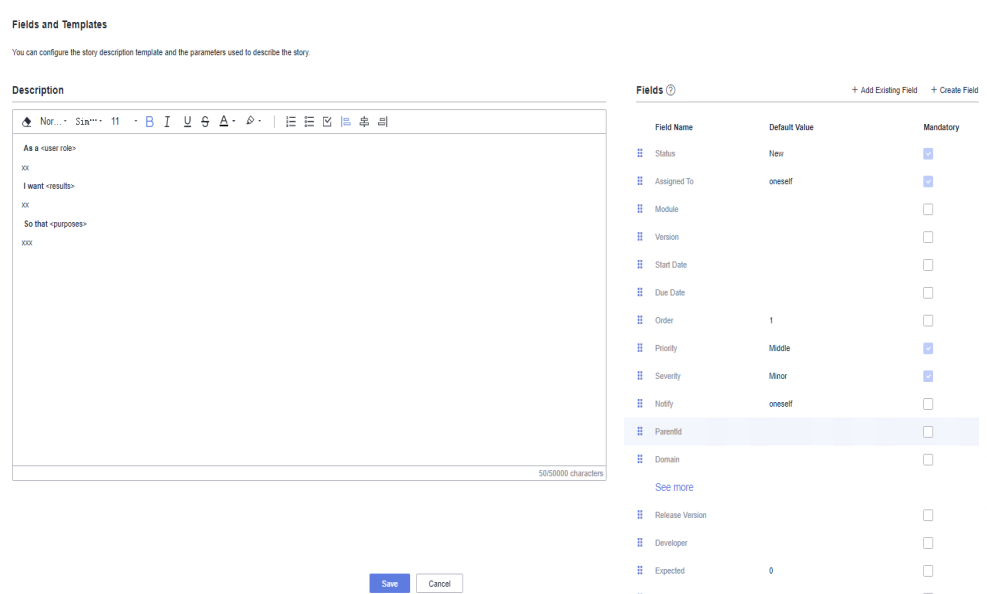 Fields and Templates
You can configure the story description template and the parameters used to describe the story.
Description
Nor... Sim... 11 B I U S A
As a <user role>
xx
I want <results>
xx
So that <purposes>
xxx
50/50000 characters
Save Cancel
Fields ? + Add Existing Field + Create Field
Field Name Default Value Mandatory
Status New
Assigned To oneself
Module
Version
Start Date
Due Date
Order 1
Priority Middle
Severity Minor
Notify oneself
ParentId
Domain
See more
Release Version
Developer
Expected 0